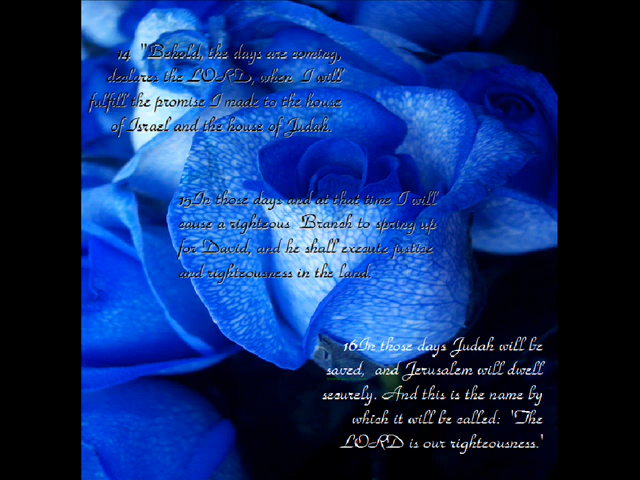 14 "Behold, the days are coming,
declares the LORD, when I will
fulfill the promise I made to the house
of Israel and the house of Judah.
15In those days and at that time I will
cause a righteous Branch to spring up
for David, and he shall execute justice
and righteousness in the land.
16In those days Judah will be
saved, and Jerusalem will dwell
securely. And this is the name by
which it will be called: 'The
LORD is our righteousness.'